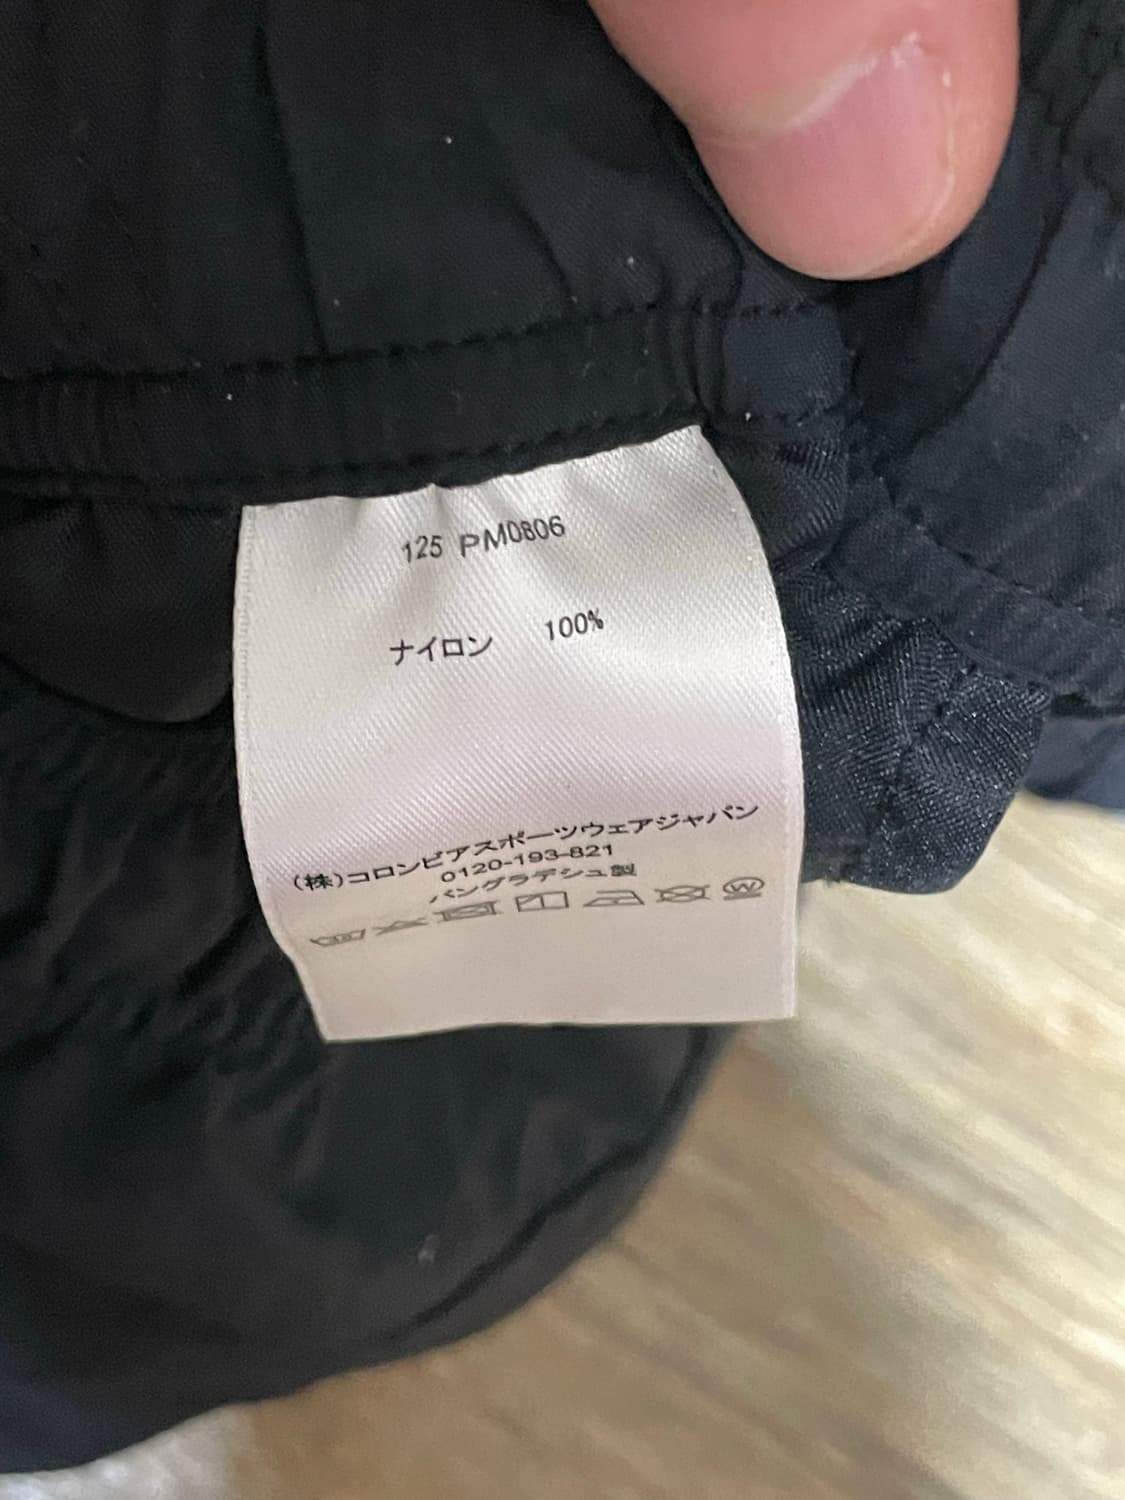 125 PM0806
ナイロン 100%
(株)コロンビアスポーツウェアジャパン
0120-193-821
バングラデシュ製